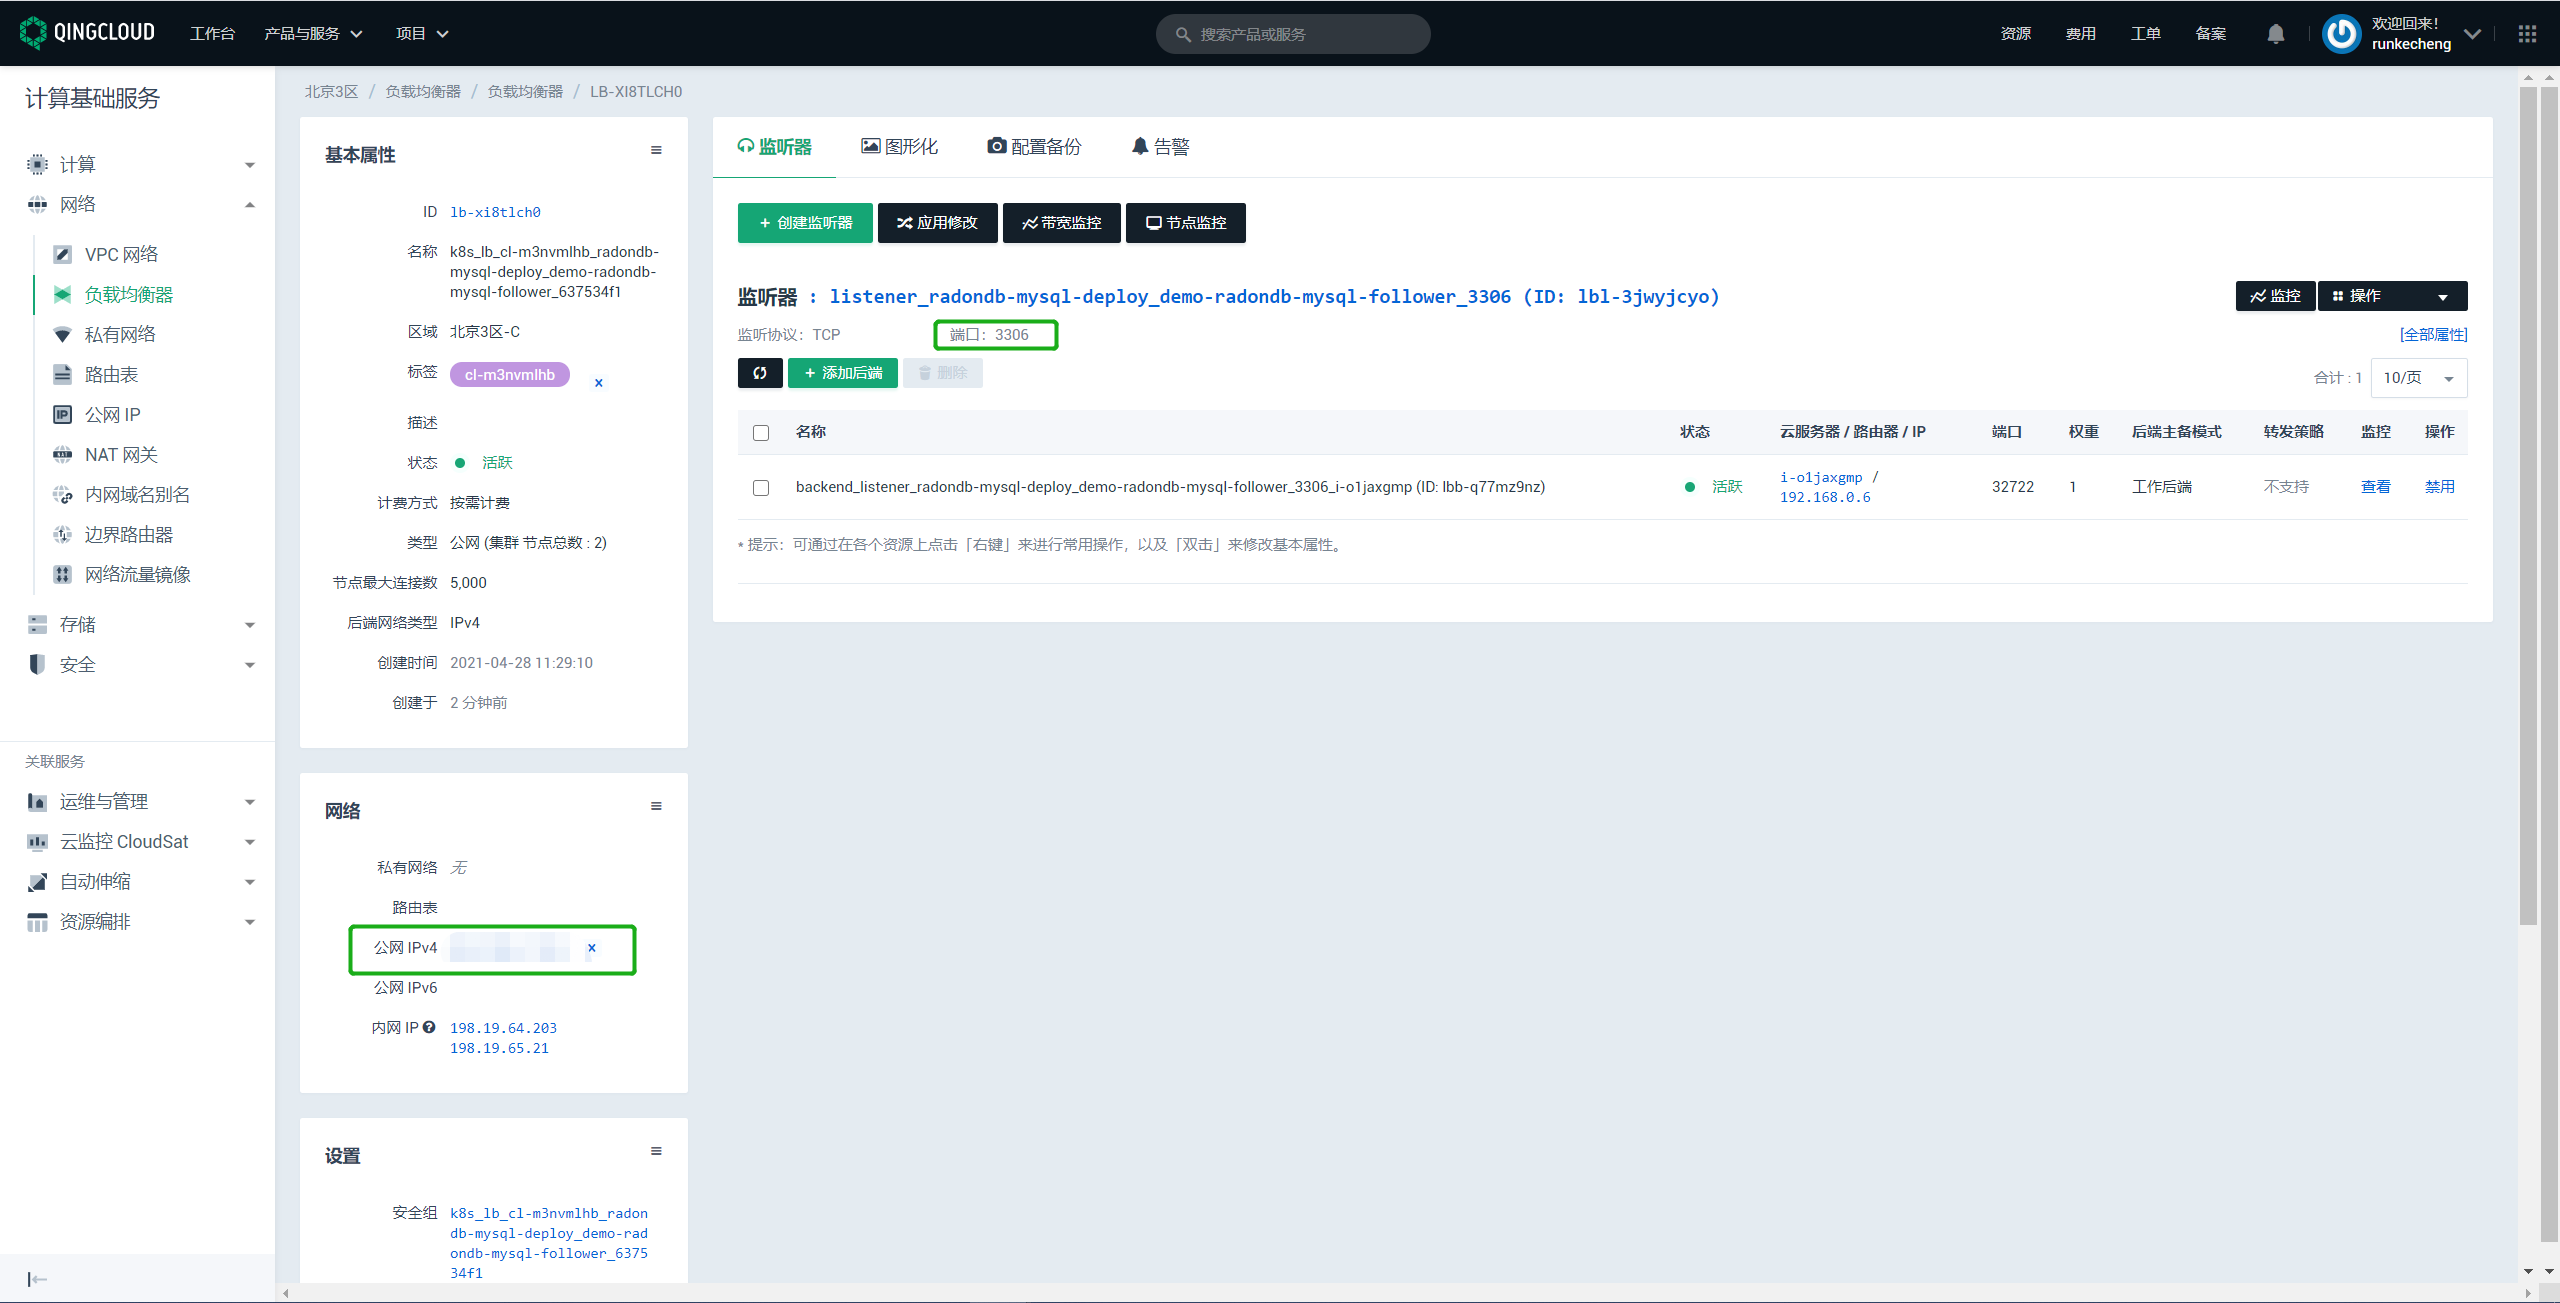 QINGCLOUD
工作台
产品与服务
项目
搜索产品或服务
资源
费用
工单
备案
欢迎回来！
runkecheng
计算基础服务
计算
网络
VPC 网络
负载均衡器
私有网络
路由表
公网 IP
NAT 网关
内网域名别名
边界路由器
网络流量镜像
存储
安全
关联服务
运维与管理
云监控 CloudSat
自动伸缩
资源编排
北京3区 / 负载均衡器 / 负载均衡器 / LB-XI8TLCH0
基本属性
ID lb-xi8tlch0
名称 k8s_lb_cl-m3nvmlhb_radondb-
mysql-deploy_demo-radondb-
mysql-follower_637534f1
区域 北京3区-C
标签 cl-m3nvmlhb ×
描述
状态 活跃
计费方式 按需计费
类型 公网 (集群 节点总数 : 2)
节点最大连接数 5,000
后端网络类型 IPv4
创建时间 2021-04-28 11:29:10
创建于 2 分钟前
网络
私有网络 无
路由表
公网 IPv4 ×
公网 IPv6
内网 IP 198.19.64.203
198.19.65.21
设置
安全组 k8s_lb_cl-m3nvmlhb_radon
db-mysql-deploy_demo-rad
ondb-mysql-follower_6375
34f1
监听器
图形化
配置备份
告警
+ 创建监听器
应用修改
带宽监控
节点监控
监听器 : listener_radondb-mysql-deploy_demo-radondb-mysql-follower_3306 (ID: lbl-3jwyjcyo)
监控
操作
监听协议：TCP
端口：3306
[全部属性]
+ 添加后端
删除
合计 : 1
10/页
名称 状态 云服务器 / 路由器 / IP 端口 权重 后端主备模式 转发策略 监控 操作
backend_listener_radondb-mysql-deploy_demo-radondb-mysql-follower_3306_i-o1jaxgmp (ID: lbb-q77mz9nz) 活跃 i-o1jaxgmp / 192.168.0.6 32722 1 工作后端 不支持 查看 禁用
* 提示：可通过在各个资源上点击「右键」来进行常用操作，以及「双击」来修改基本属性。